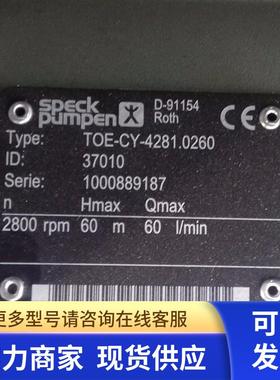 speck
pumpen
D-91154
Roth
CE
Type: TOE-CY-4281.0260
ID: 37010
Serie: 1000889187
n Hmax Qmax
2800 rpm 60 m 60 l/min
更多型号请咨询在线客服
力商家 现货供应